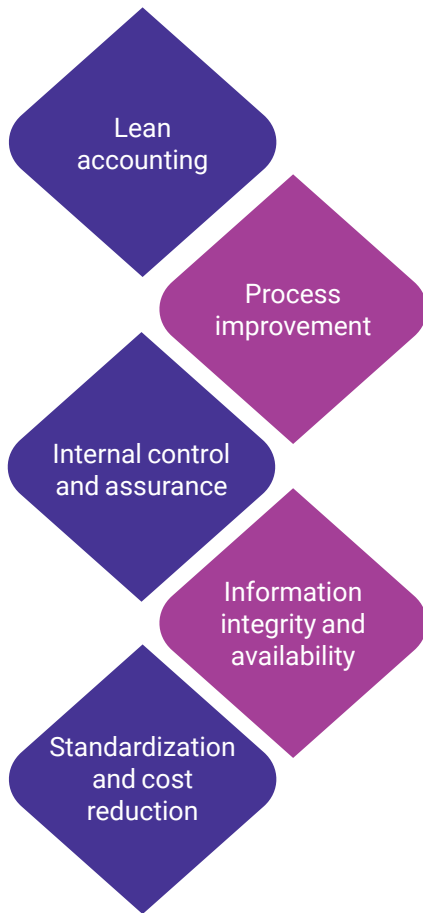 Lean
accounting
Process
improvement
Internal control
and assurance
Information
integrity and
availability
Standardization
and cost
reduction